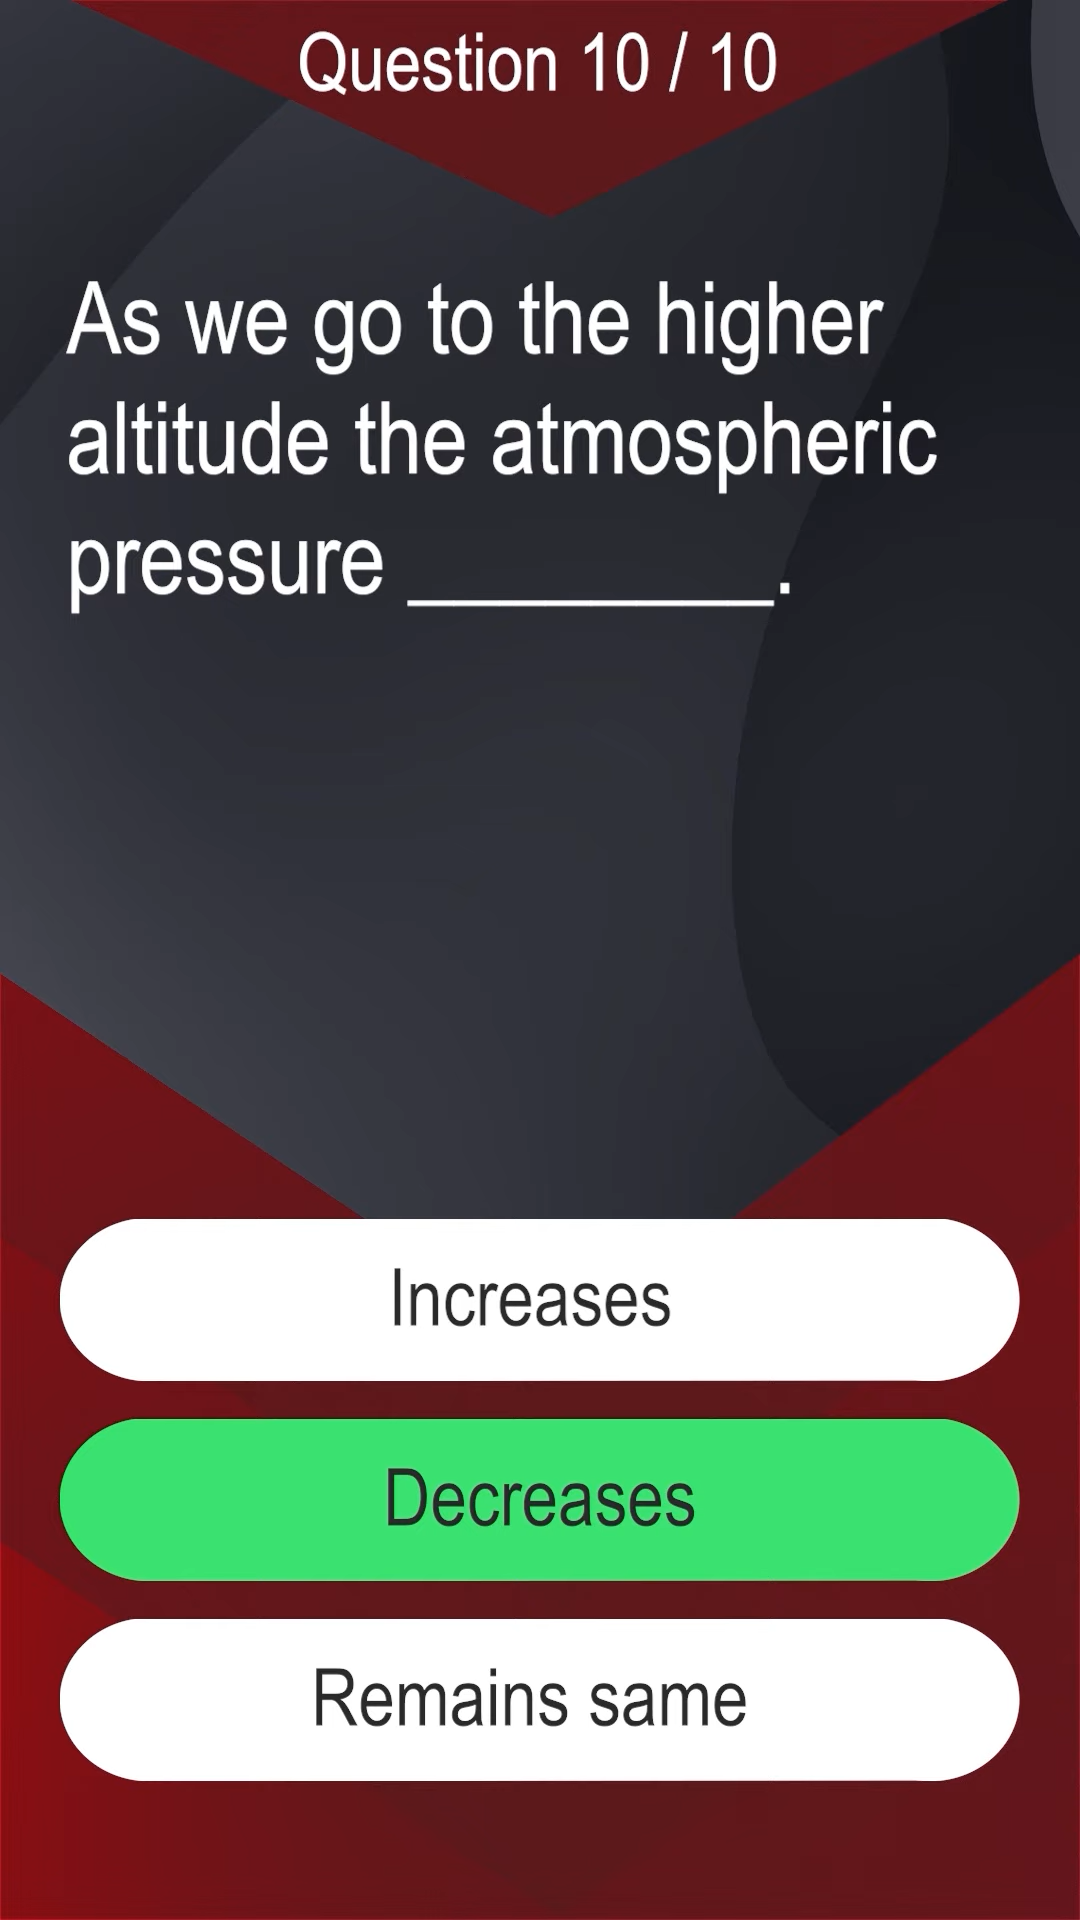 Question 10 / 10
As we go to the higher
altitude the atmospheric
pressure ________.
Increases
Decreases
Remains same